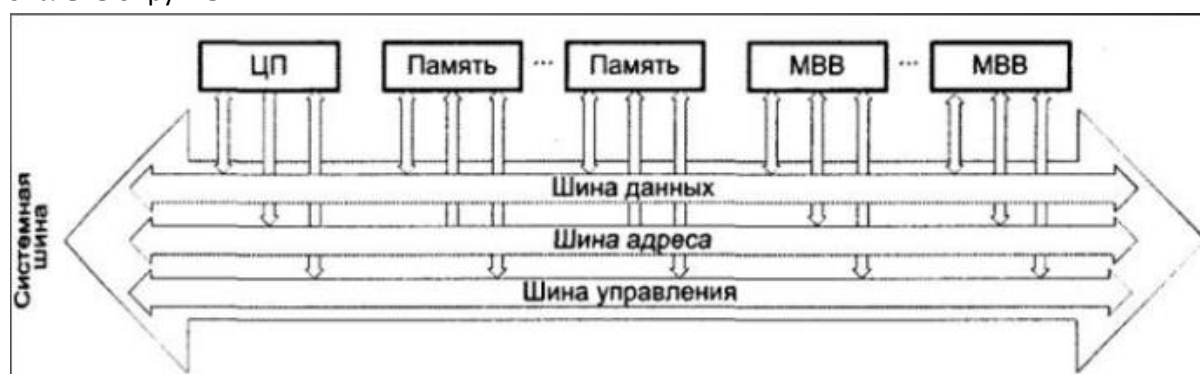 ЦП
Память ... Память
МВВ ... МВВ
Системная
шина
Шина данных
Шина адреса
Шина управления